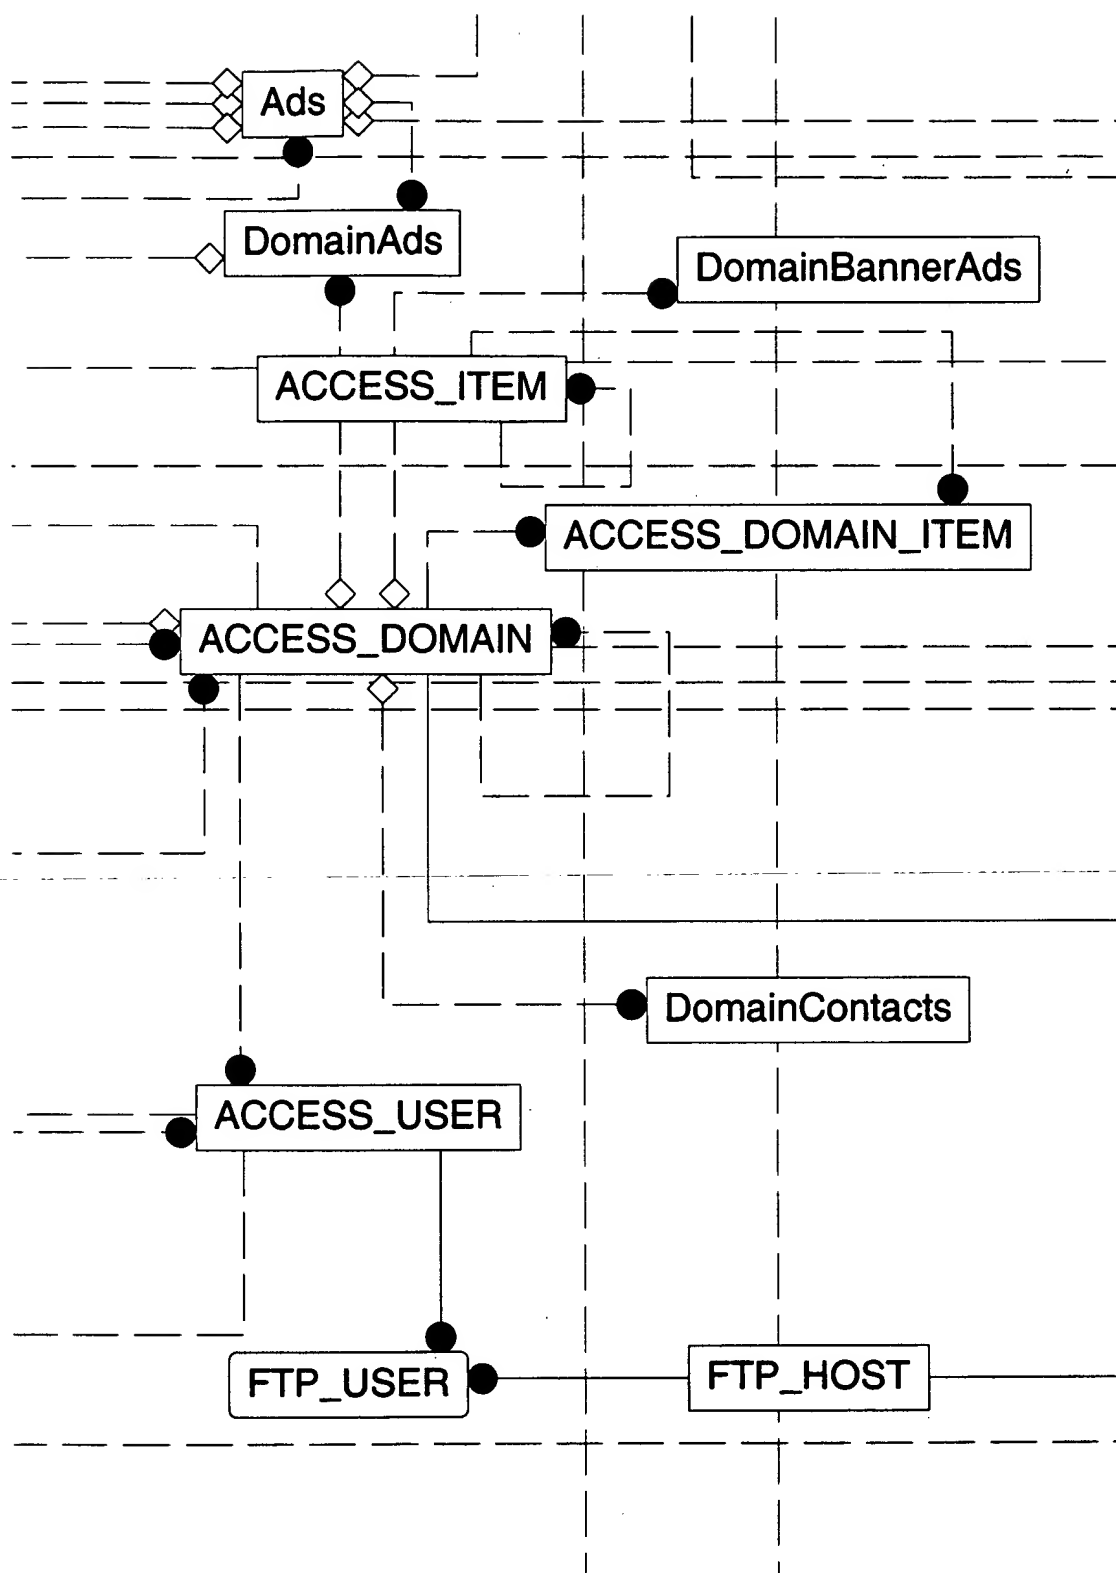 Ads
DomainAds
DomainBannerAds
ACCESS_ITEM
ACCESS_DOMAIN_ITEM
ACCESS_DOMAIN
DomainContacts
ACCESS_USER
FTP_USER
FTP_HOST